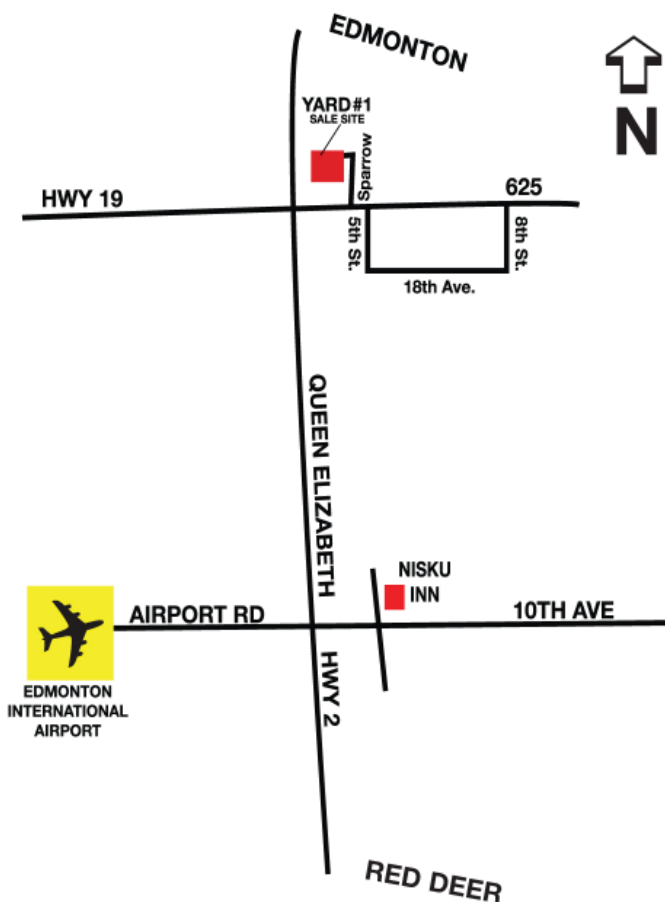 EDMONTON
N
YARD #1
SALE SITE
Sparrow
HWY 19
625
5th St.
8th St.
18th Ave.
QUEEN ELIZABETH
HWY 2
NISKU
INN
AIRPORT RD
10TH AVE
EDMONTON
INTERNATIONAL
AIRPORT
RED DEER